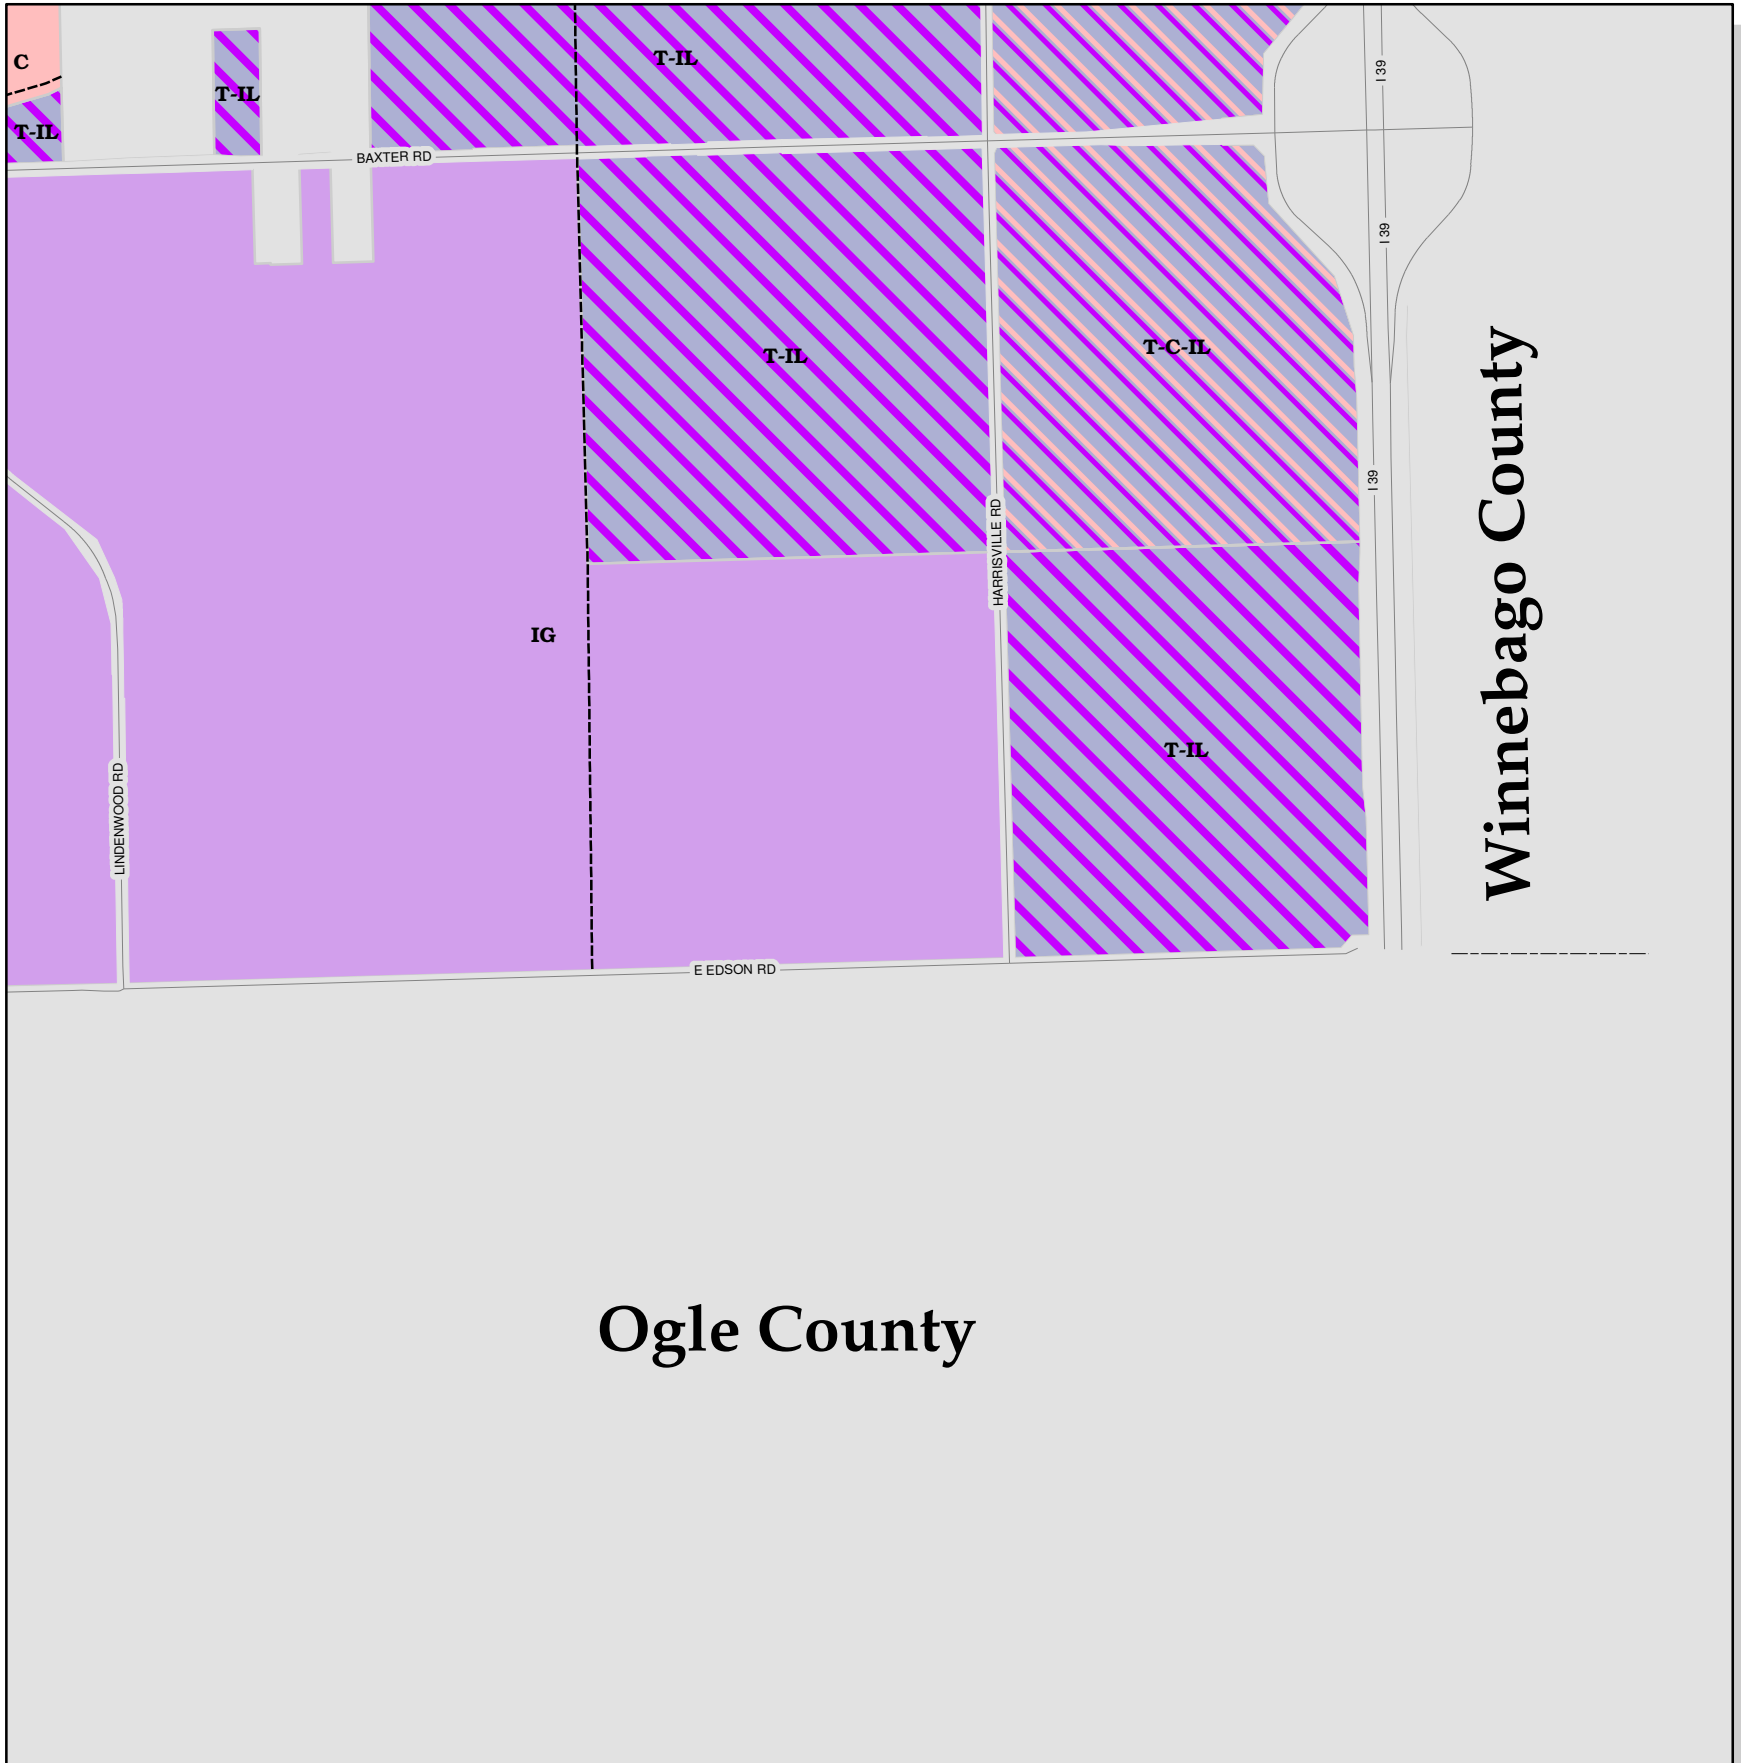 C
T-IL
I 39
T-IL
T-IL
BAXTER RD
I 39
T-C-IL
T-IL
I 39
HARRISVILLE RD
Winnebago County
IG
T-IL
LINDENWOOD RD
E EDSON RD
Ogle County